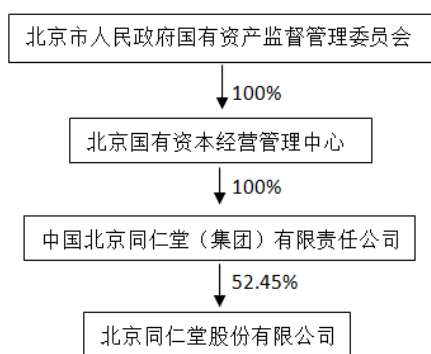 北京市人民政府国有资产监督管理委员会
100%
北京国有资本经营管理中心
100%
中国北京同仁堂（集团）有限责任公司
52.45%
北京同仁堂股份有限公司